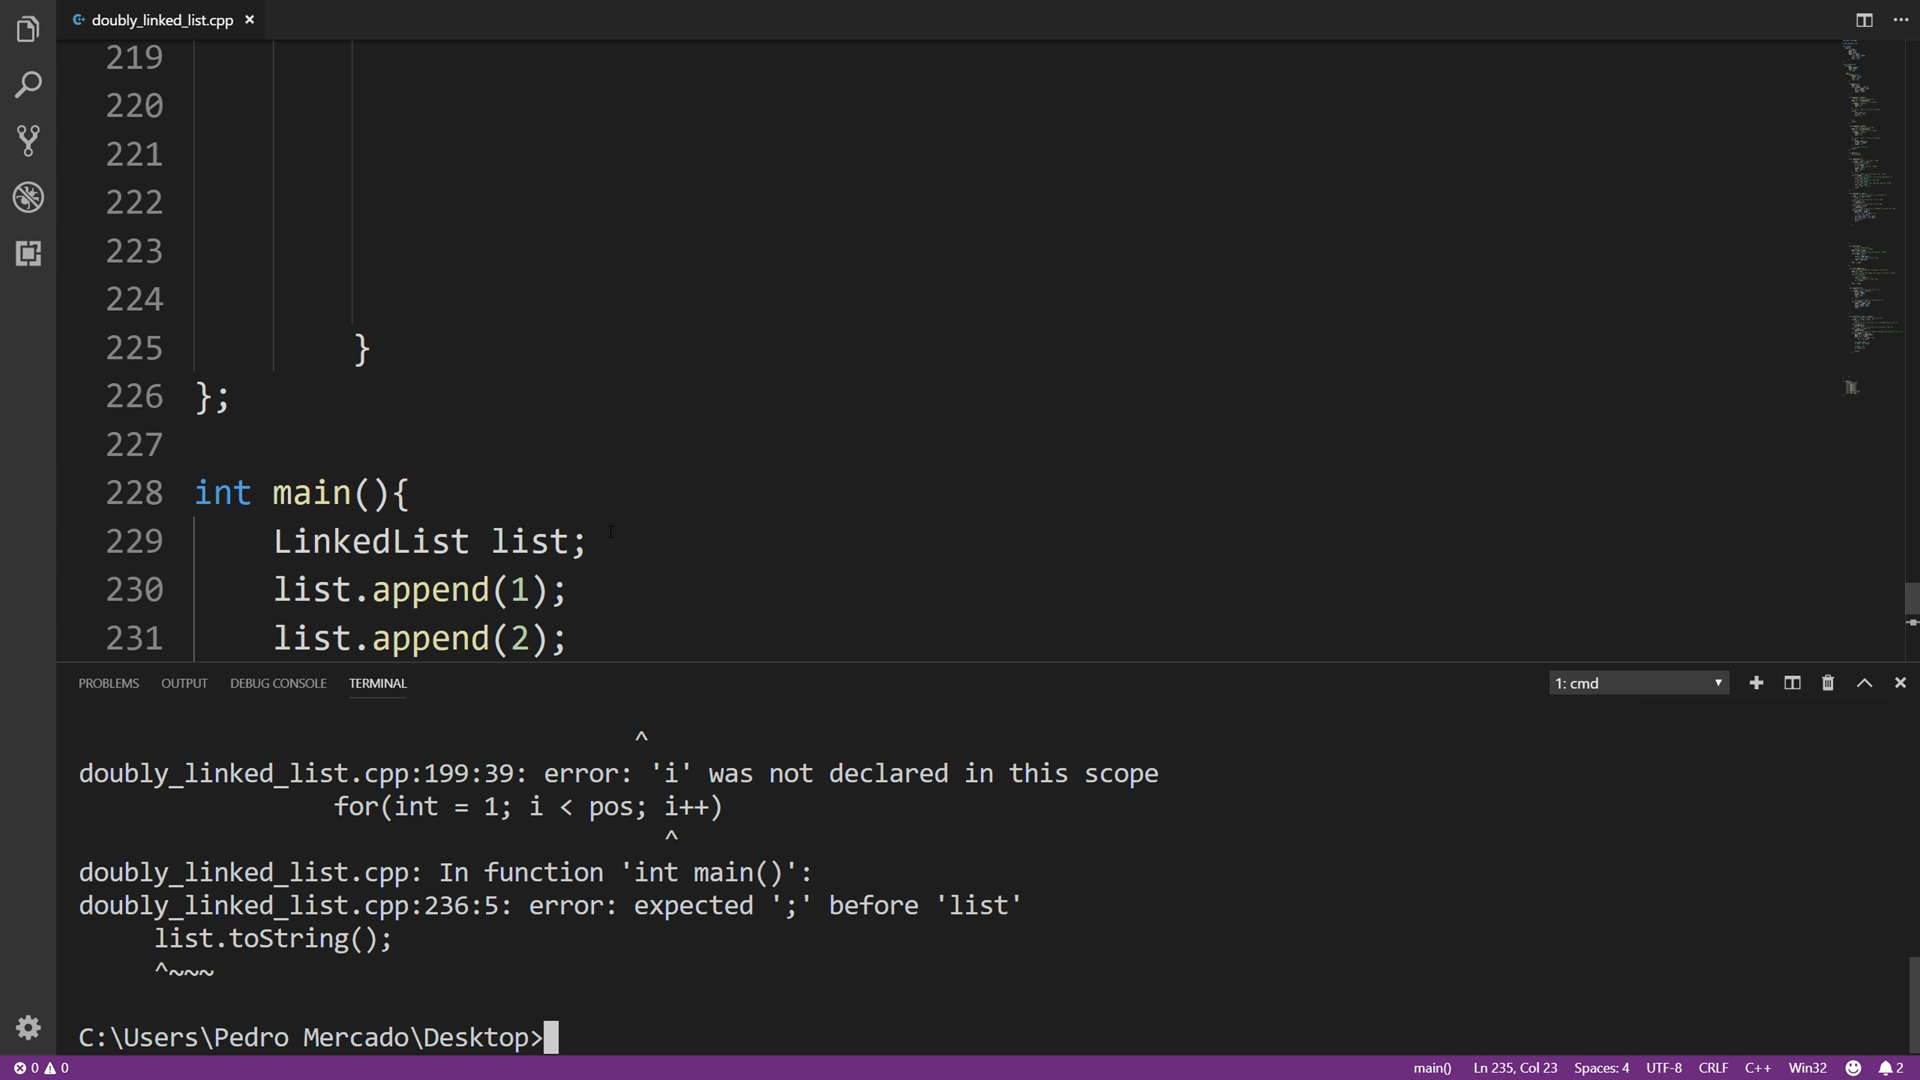 doubly_linked_list.cpp ×
219
220
221
222
223
224
225 }
226 };
227
228 int main(){
229 LinkedList list;
230 list.append(1);
231 list.append(2);
PROBLEMS OUTPUT DEBUG CONSOLE TERMINAL 1: cmd
^
doubly_linked_list.cpp:199:39: error: 'i' was not declared in this scope
for(int = 1; i < pos; i++)
^
doubly_linked_list.cpp: In function 'int main()':
doubly_linked_list.cpp:236:5: error: expected ';' before 'list'
list.toString();
^~~~
C:\Users\Pedro Mercado\Desktop>
0 0 main() Ln 235, Col 23 Spaces: 4 UTF-8 CRLF C++ Win32 2